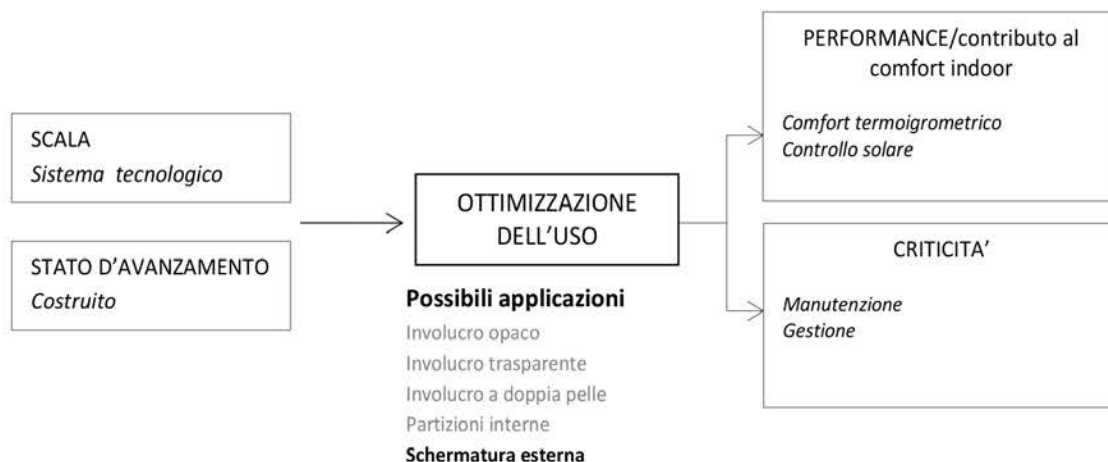 SCALA
Sistema tecnologico
STATO D'AVANZAMENTO
Costruito
OTTIMIZZAZIONE
DELL'USO
Possibili applicazioni
Involucro opaco
Involucro trasparente
Involucro a doppia pelle
Partizioni interne
Schermatura esterna
PERFORMANCE/contributo al
comfort indoor
Comfort termoigrometrico
Controllo solare
CRITICITA'
Manutenzione
Gestione